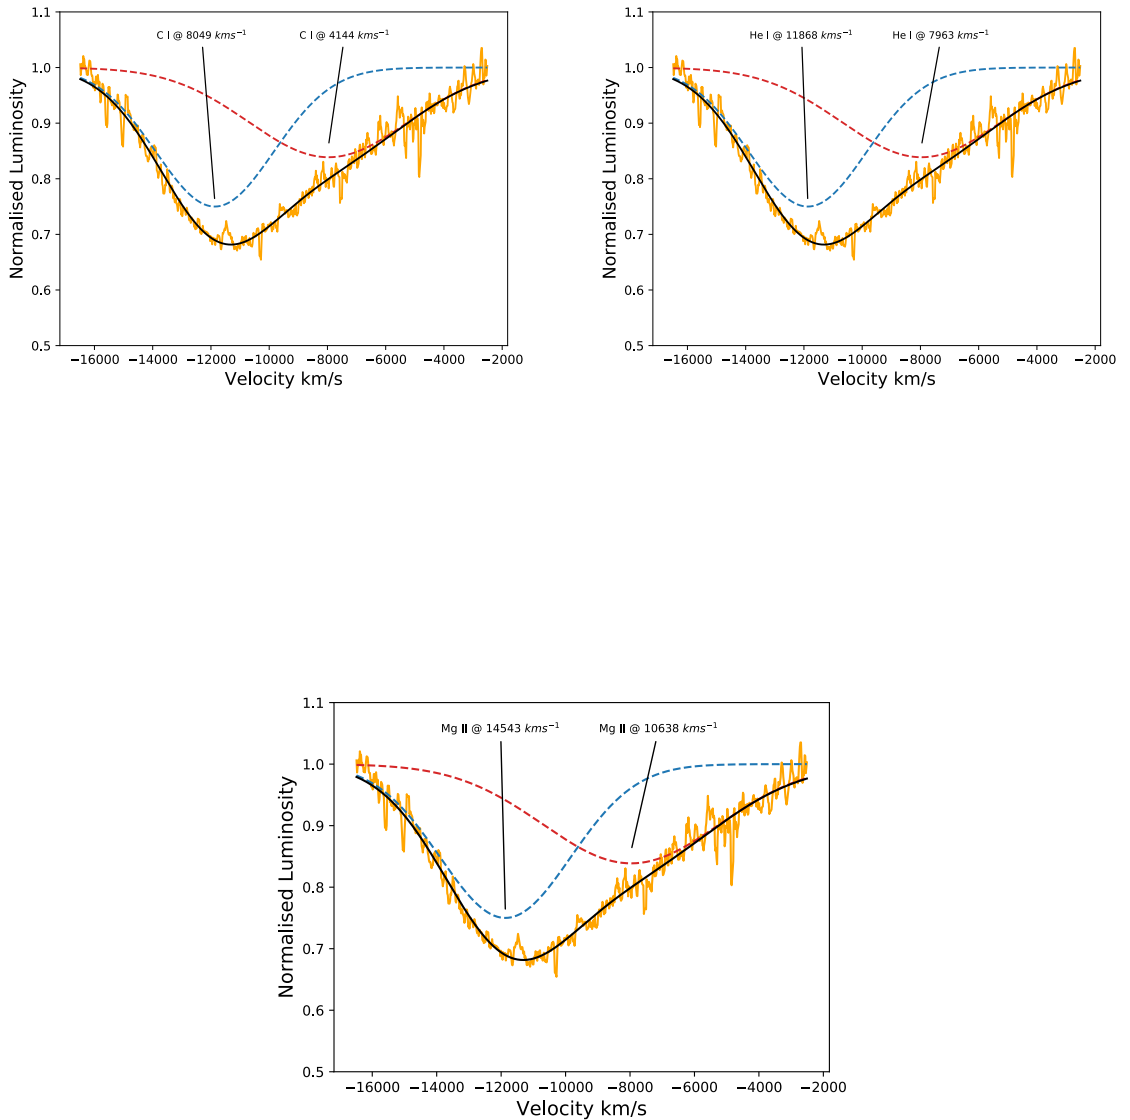 C I @ 8049 kms⁻¹ C I @ 4144 kms⁻¹
1.1
1.0
0.9
0.8
0.7
0.6
0.5
Normalised Luminosity
−16000 −14000 −12000 −10000 −8000 −6000 −4000 −2000
Velocity km/s
He I @ 11868 kms⁻¹ He I @ 7963 kms⁻¹
1.1
1.0
0.9
0.8
0.7
0.6
0.5
Normalised Luminosity
−16000 −14000 −12000 −10000 −8000 −6000 −4000 −2000
Velocity km/s
Mg II @ 14543 kms⁻¹ Mg II @ 10638 kms⁻¹
1.1
1.0
0.9
0.8
0.7
0.6
0.5
Normalised Luminosity
−16000 −14000 −12000 −10000 −8000 −6000 −4000 −2000
Velocity km/s